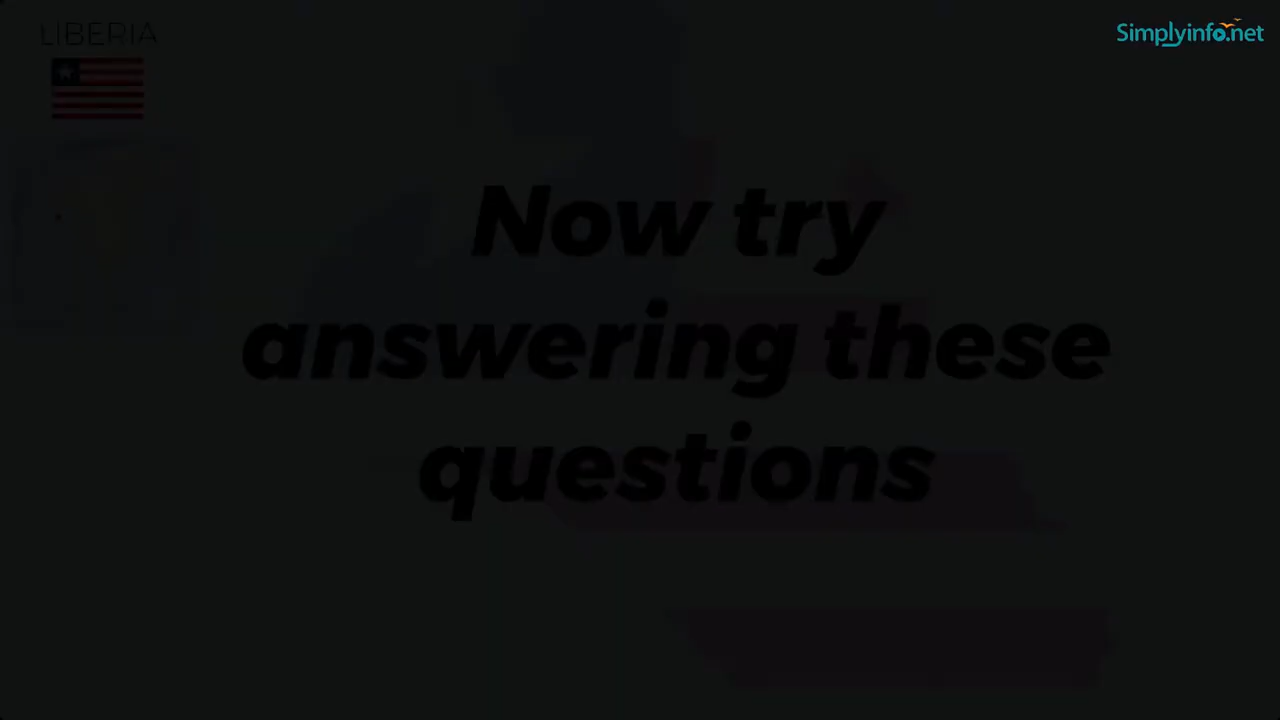 LIBERIA
Simplyinfo.net
Now try
answering these
questions